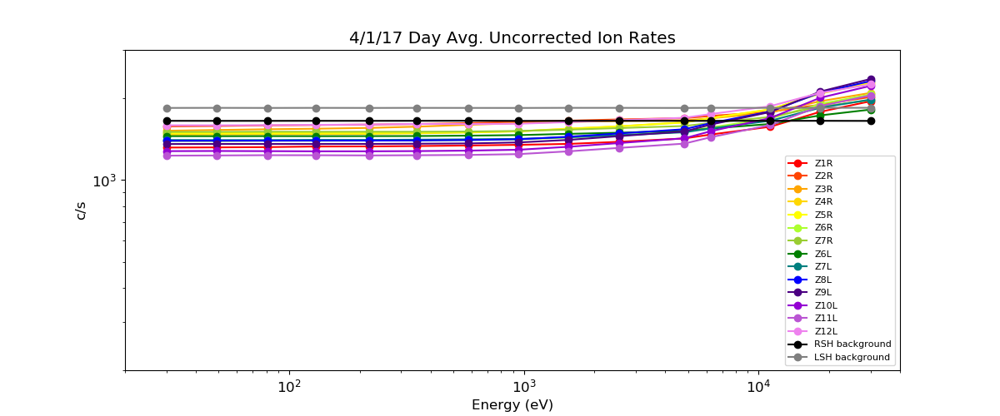 4/1/17 Day Avg. Uncorrected Ion Rates
10³
c/s
10² 10³ 10⁴
Energy (eV)
Z1R
Z2R
Z3R
Z4R
Z5R
Z6R
Z7R
Z6L
Z7L
Z8L
Z9L
Z10L
Z11L
Z12L
RSH background
LSH background